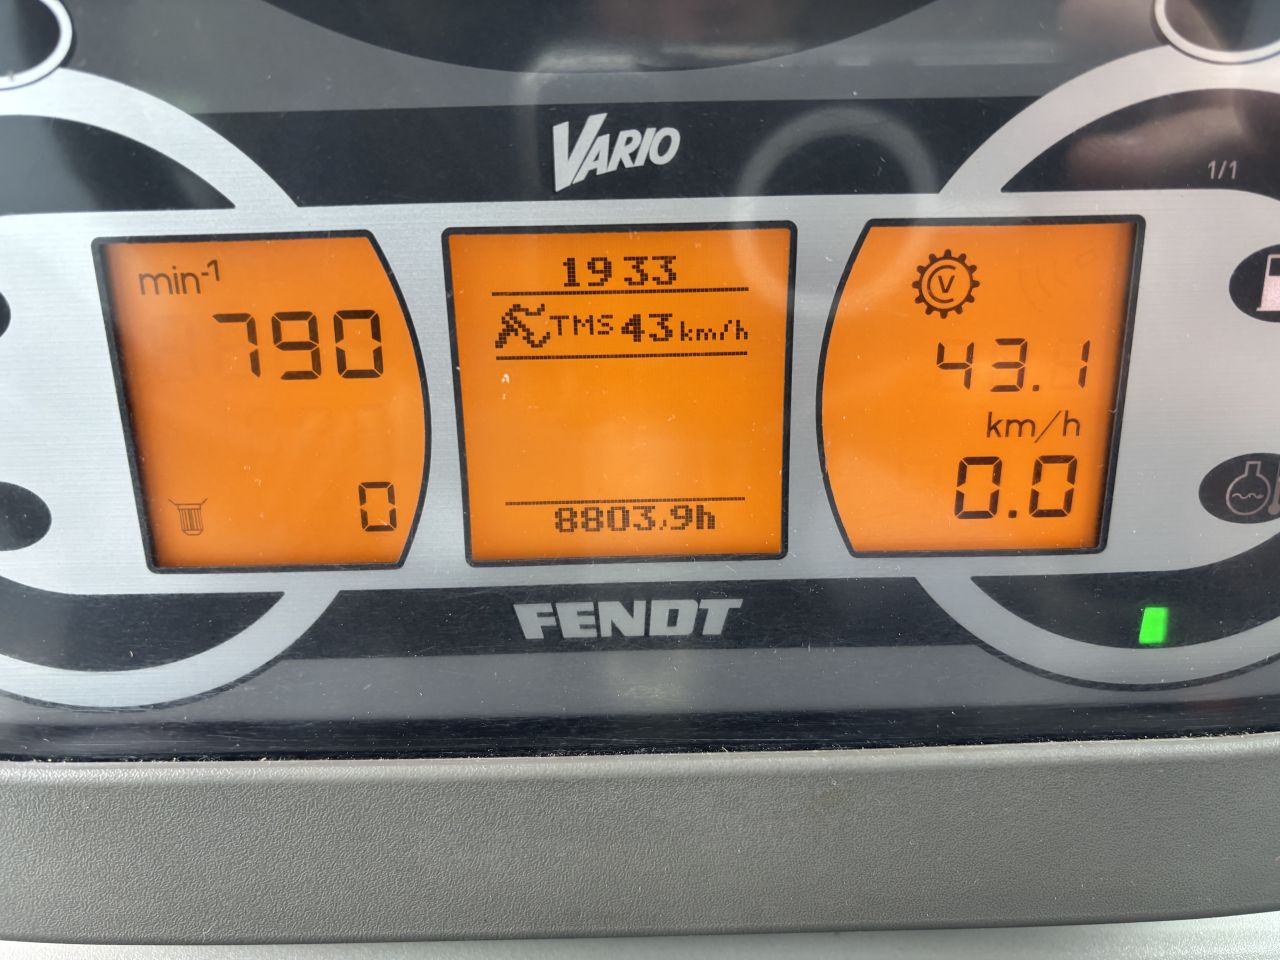 VARIO
1/1
min-1
790
0
1933
TMS 43 km/h
8803,9h
CV
43.1
km/h
0.0
FENDT